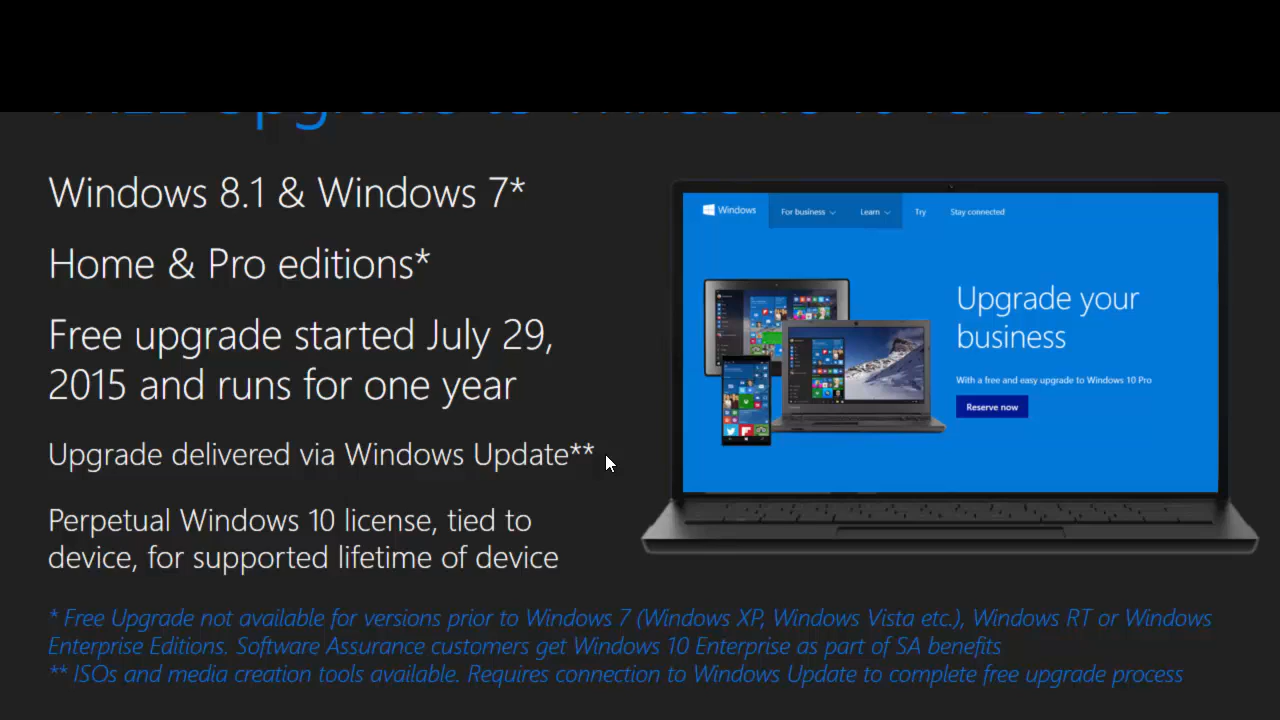 Windows 8.1 & Windows 7*
Home & Pro editions*
Free upgrade started July 29,
2015 and runs for one year
Upgrade delivered via Windows Update**
Perpetual Windows 10 license, tied to
device, for supported lifetime of device
Windows For business Learn Try Stay connected
Upgrade your
business
With a free and easy upgrade to Windows 10 Pro
Reserve now
* Free Upgrade not available for versions prior to Windows 7 (Windows XP, Windows Vista etc.), Windows RT or Windows
Enterprise Editions. Software Assurance customers get Windows 10 Enterprise as part of SA benefits
** ISOs and media creation tools available. Requires connection to Windows Update to complete free upgrade process